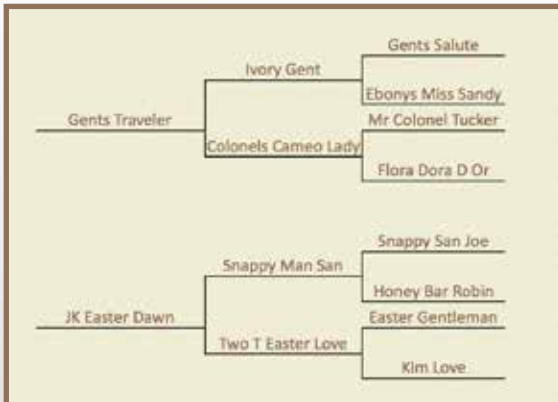 Gents Salute
Ivory Gent
Ebonys Miss Sandy
Gents Traveler
Mr Colonel Tucker
Colonels Cameo Lady
Flora Dora D Or
Snappy San Joe
Snappy Man San
Honey Bar Robin
JK Easter Dawn
Easter Gentleman
Two T Easter Love
Kim Love